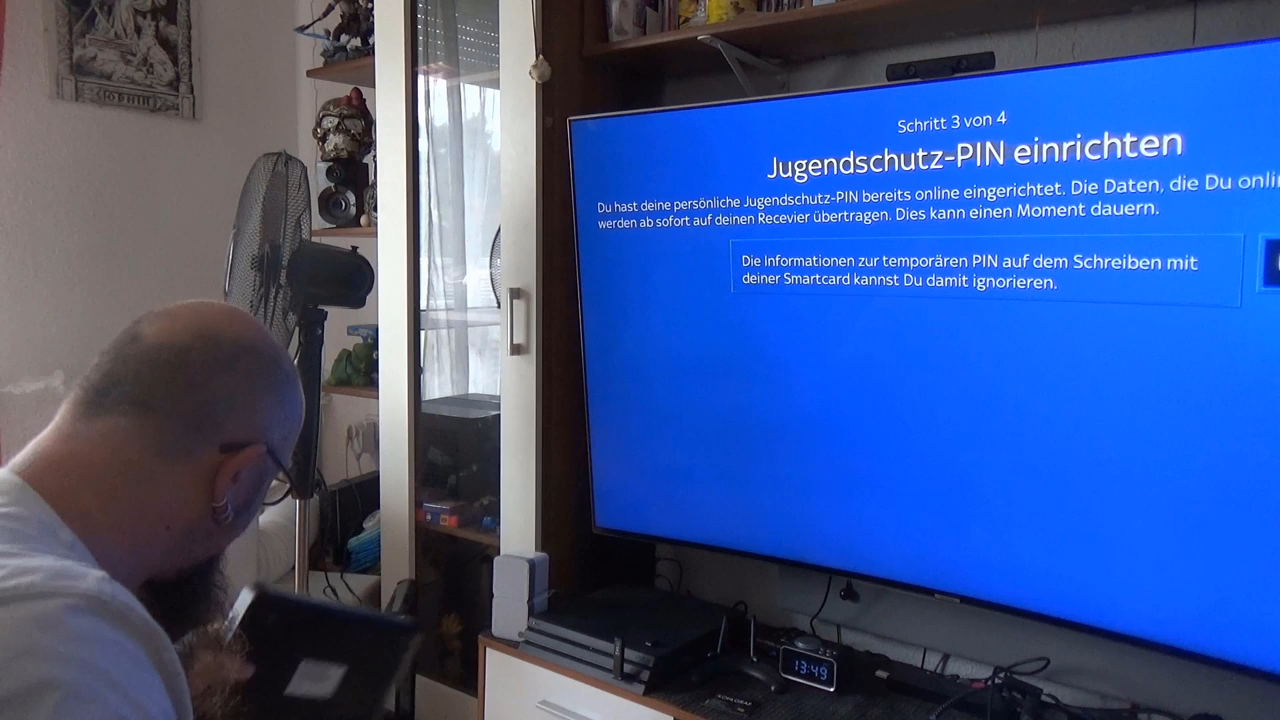 Schritt 3 von 4
Jugendschutz-PIN einrichten
Du hast deine persönliche Jugendschutz-PIN bereits online eingerichtet. Die Daten, die Du
werden ab sofort auf deinen Recevier übertragen. Dies kann einen Moment dauern.
Die Informationen zur temporären PIN auf dem Schreiben mit
deiner Smartcard kannst Du damit ignorieren.
13:49